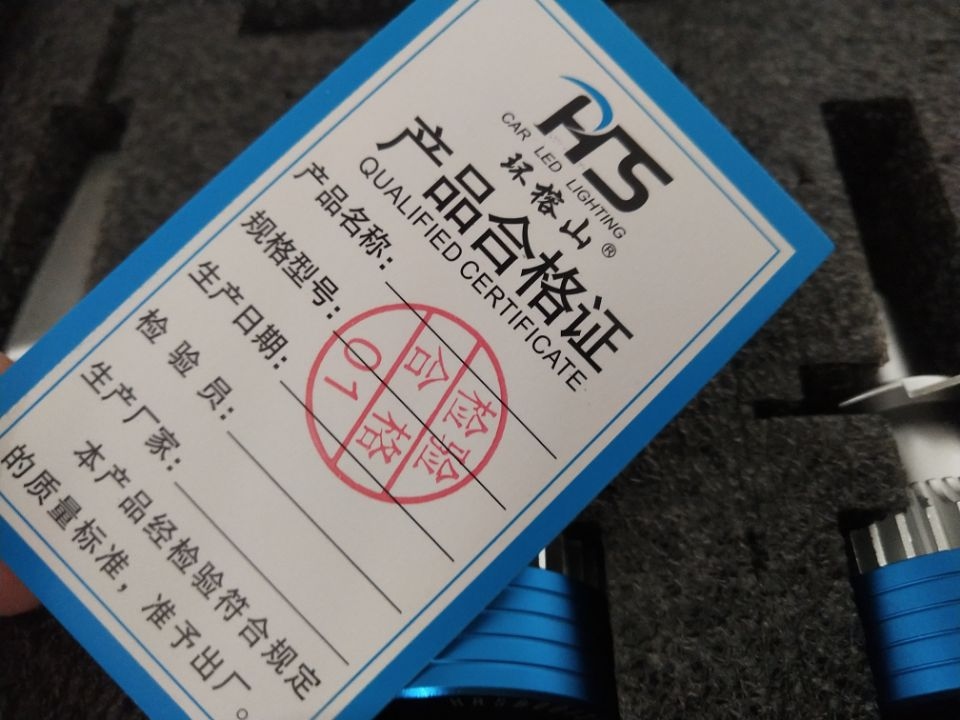 HS
CAR LED LIGHTING
环榕山®
产品合格证
QUALIFIED CERTIFICATE
产品名称:
规格型号:
生产日期:
检验员:
生产厂家:
检验
合格
01
本产品经检验符合规定
的质量标准，准予出厂。